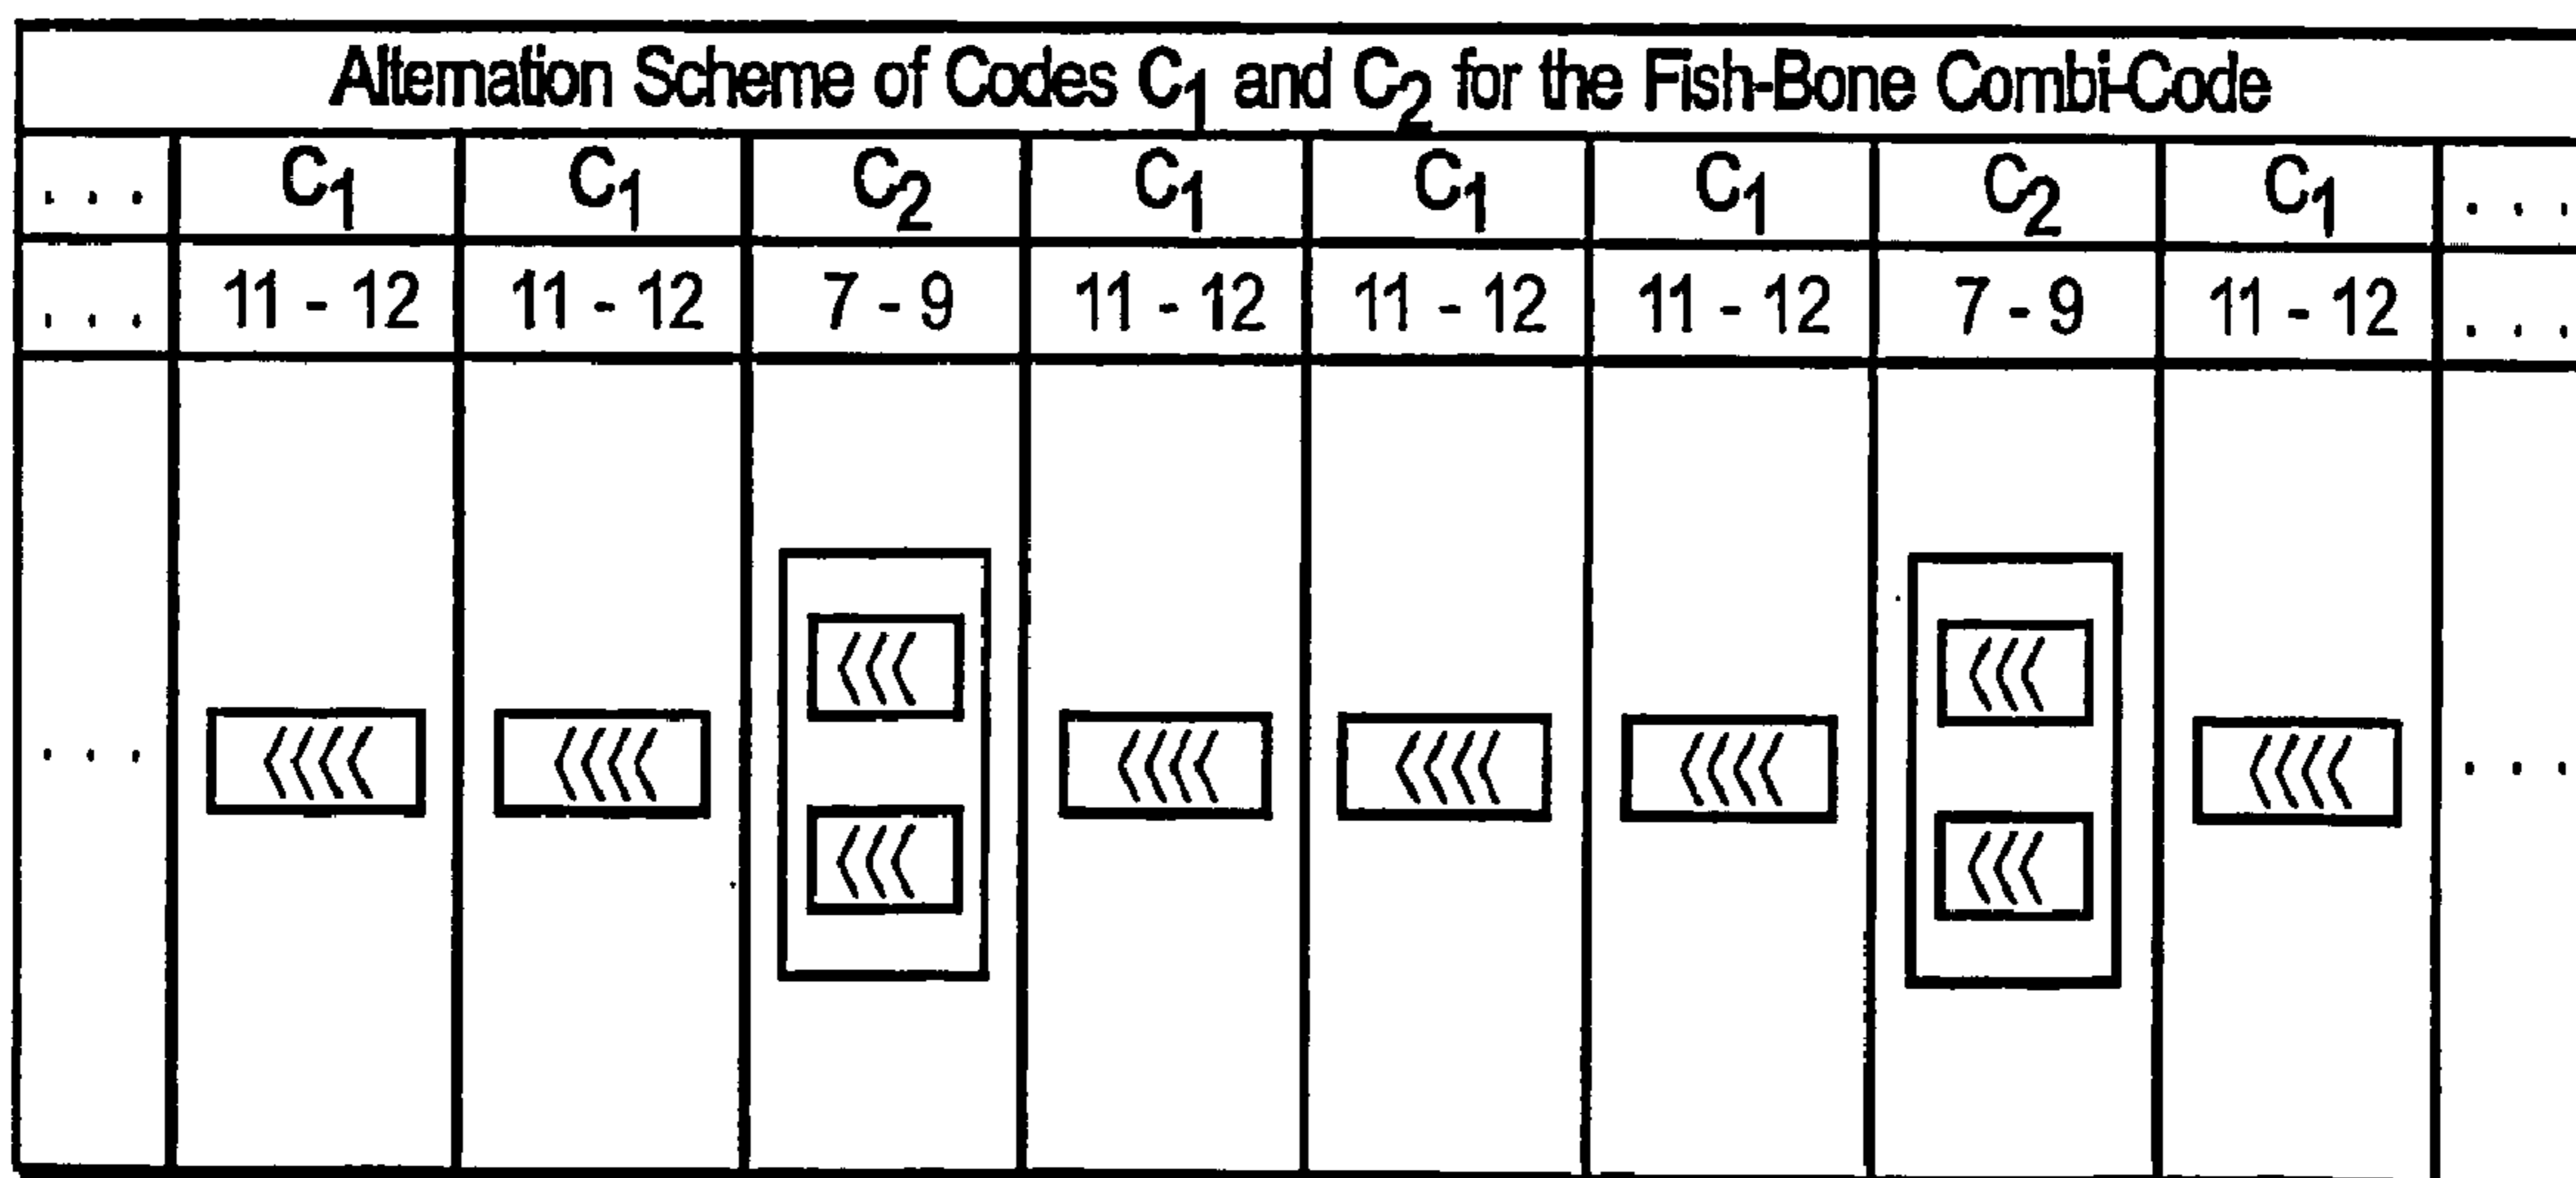 Alternation Scheme of Codes C1 and C2 for the Fish-Bone Combi-Code
. . . C1 C1 C2 C1 C1 C1 C2 C1 . . .
. . . 11 - 12 11 - 12 7 - 9 11 - 12 11 - 12 11 - 12 7 - 9 11 - 12 . . .
. . . . . .